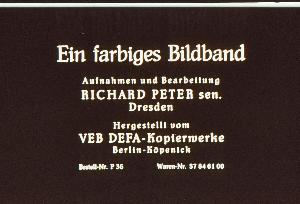 Ein farbiges Bildband
Aufnahmen und Bearbeitung
RICHARD PETER sen.
Dresden
Hergestellt vom
VEB DEFA-Kopierwerke
Berlin-Köpenick
Bestell-Nr. P 36 Waren-Nr. 57 84 61 00